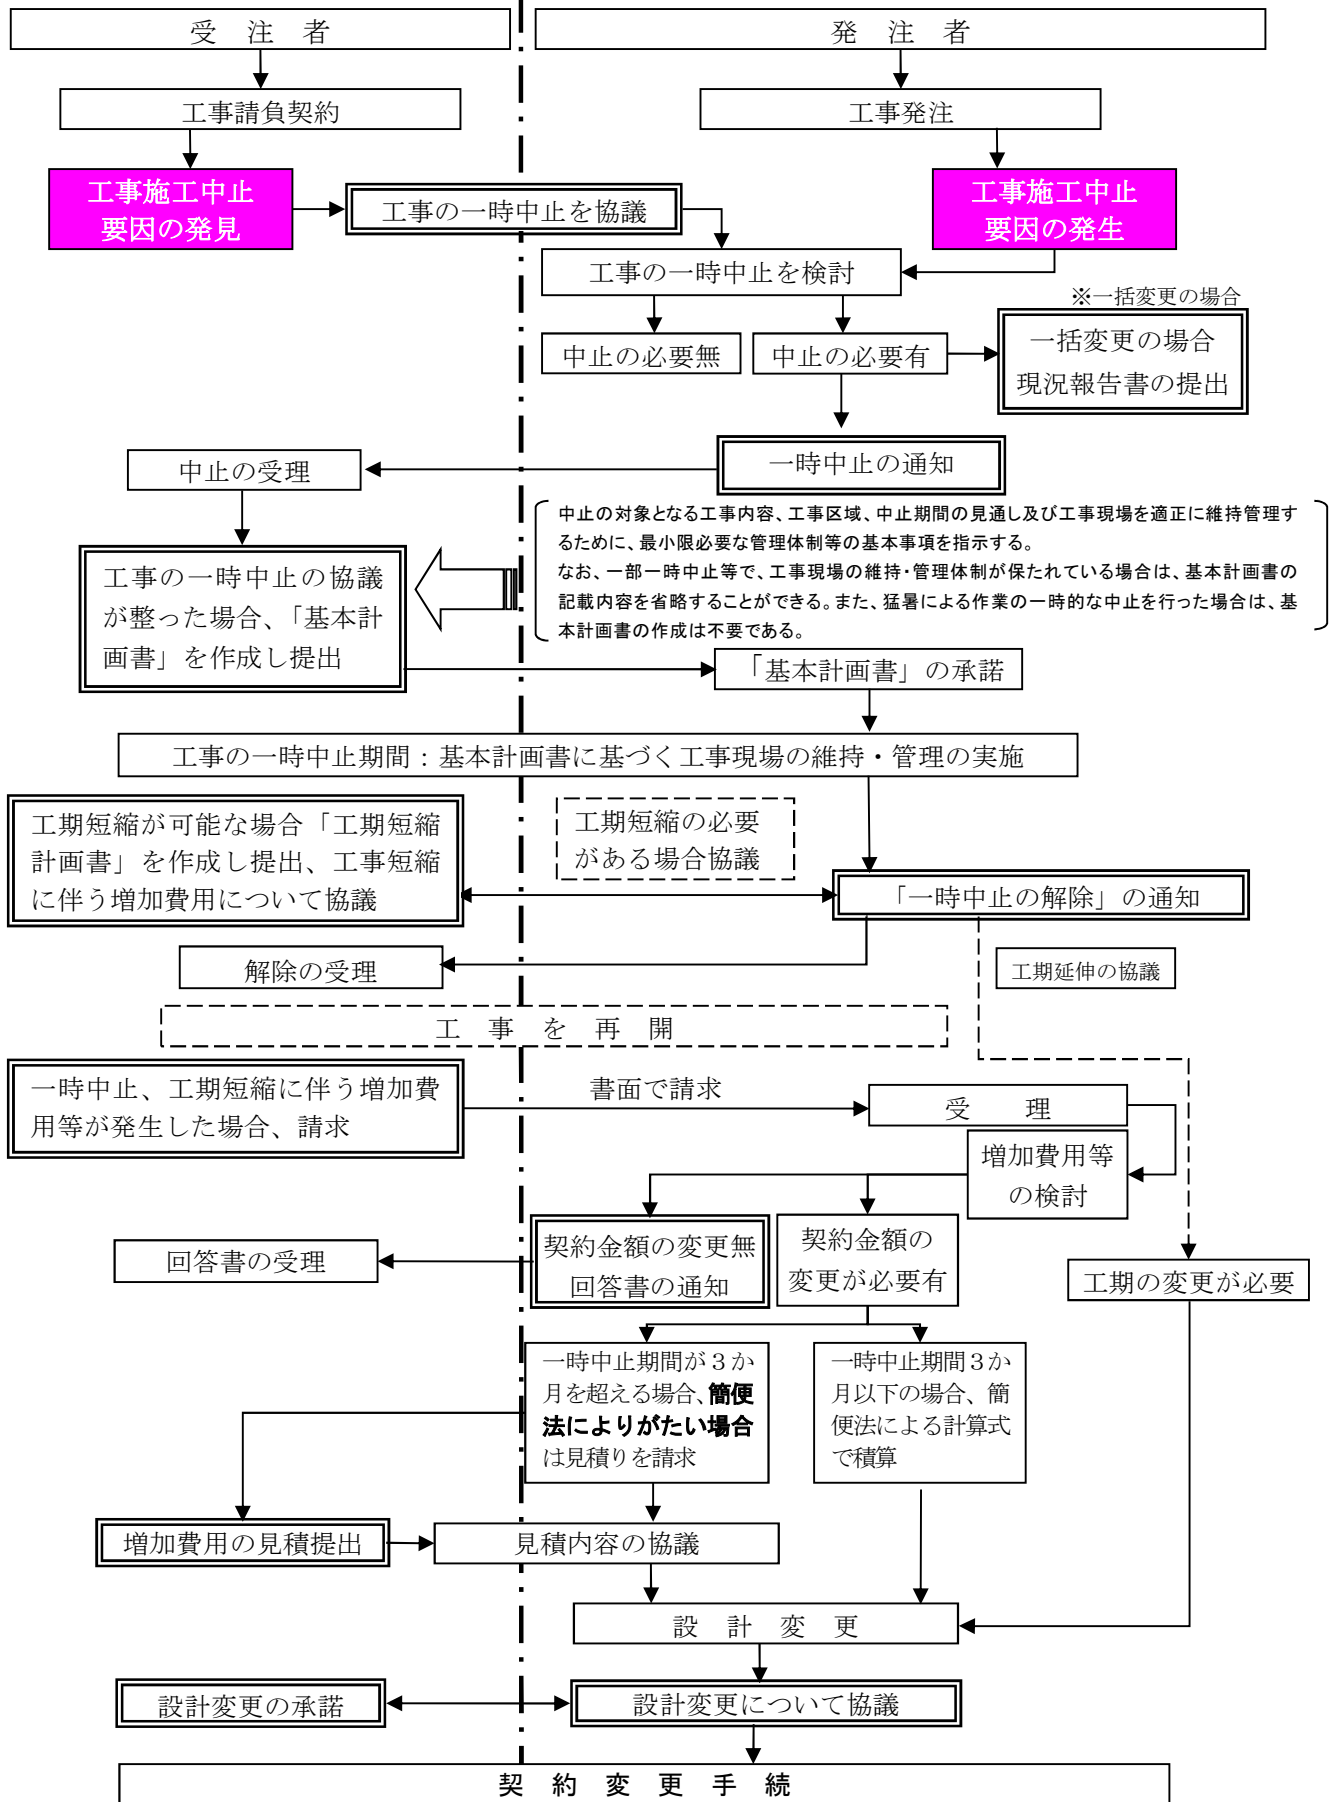 受　注　者
発　注　者
工事請負契約
工事発注
工事施工中止
要因の発見
工事の一時中止を協議
工事施工中止
要因の発生
工事の一時中止を検討
※一括変更の場合
中止の必要無
中止の必要有
一括変更の場合
現況報告書の提出
中止の受理
一時中止の通知
中止の対象となる工事内容、工事区域、中止期間の見通し及び工事現場を適正に維持管理す
るために、最小限必要な管理体制等の基本事項を指示する。
なお、一部一時中止等で、工事現場の維持・管理体制が保たれている場合は、基本計画書の
記載内容を省略することができる。また、猛暑による作業の一時的な中止を行った場合は、基
本計画書の作成は不要である。
工事の一時中止の協議
が整った場合、「基本計
画書」を作成し提出
「基本計画書」の承諾
工事の一時中止期間：基本計画書に基づく工事現場の維持・管理の実施
工期短縮が可能な場合「工期短縮
計画書」を作成し提出、工事短縮
に伴う増加費用について協議
工期短縮の必要
がある場合協議
「一時中止の解除」の通知
解除の受理
工期延伸の協議
工　事　を　再　開
一時中止、工期短縮に伴う増加費
用等が発生した場合、請求
書面で請求
受　　理
増加費用等
の検討
回答書の受理
契約金額の変更無
回答書の通知
契約金額の
変更が必要有
工期の変更が必要
一時中止期間が３か
月を超える場合、簡便
法によりがたい場合
は見積りを請求
一時中止期間３か
月以下の場合、簡
便法による計算式
で積算
増加費用の見積提出
見積内容の協議
設　計　変　更
設計変更の承諾
設計変更について協議
契　約　変　更　手　続